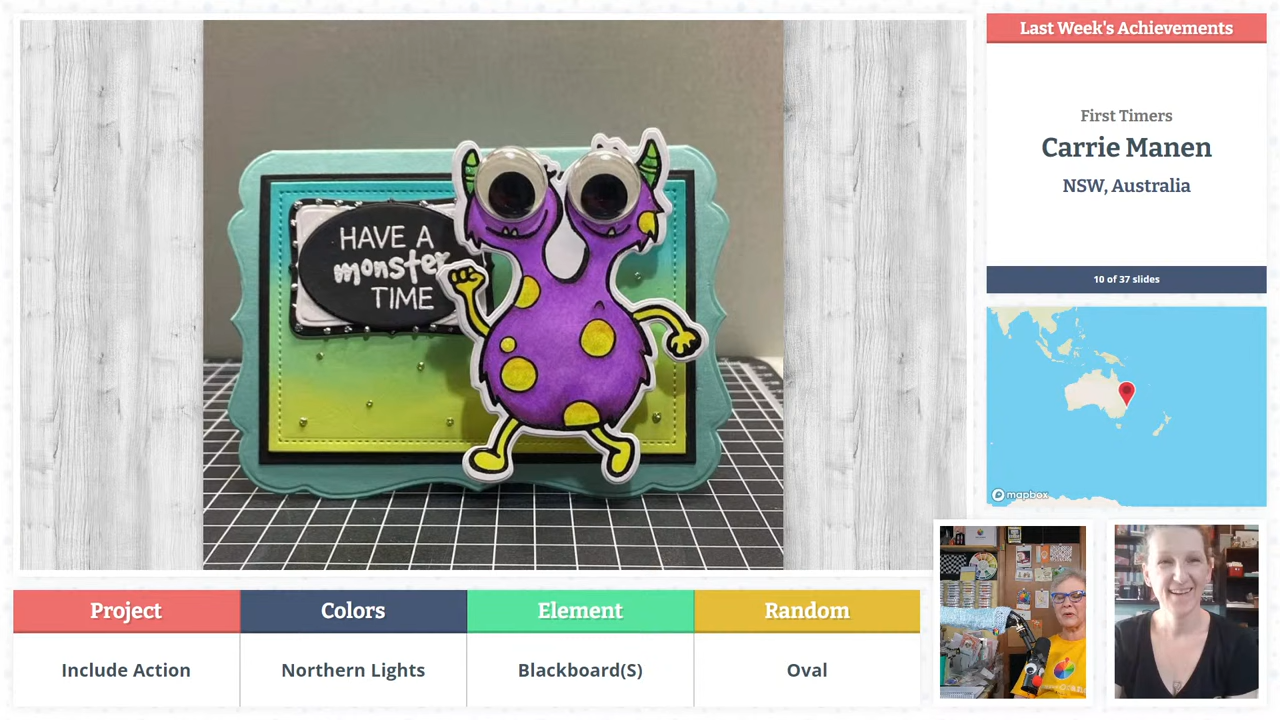 HAVE A
monster
TIME
Last Week's Achievements
First Timers
Carrie Manen
NSW, Australia
10 of 37 slides
mapbox
Project
Colors
Element
Random
Include Action
Northern Lights
Blackboard(S)
Oval